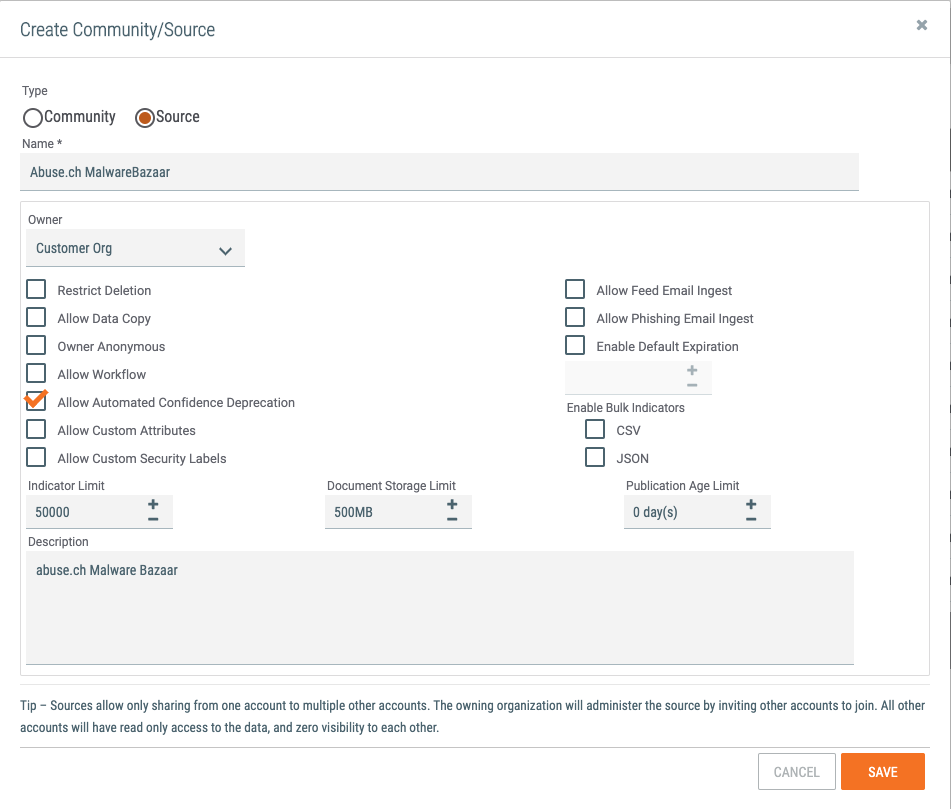 Create Community/Source
Type
Community Source
Name *
Abuse.ch MalwareBazaar
Owner
Customer Org
Restrict Deletion
Allow Data Copy
Owner Anonymous
Allow Workflow
Allow Automated Confidence Deprecation
Allow Custom Attributes
Allow Custom Security Labels
Allow Feed Email Ingest
Allow Phishing Email Ingest
Enable Default Expiration
Enable Bulk Indicators
CSV
JSON
Indicator Limit
50000
Document Storage Limit
500MB
Publication Age Limit
0 day(s)
Description
abuse.ch Malware Bazaar
Tip – Sources allow only sharing from one account to multiple other accounts. The owning organization will administer the source by inviting other accounts to join. All other
accounts will have read only access to the data, and zero visibility to each other.
CANCEL SAVE